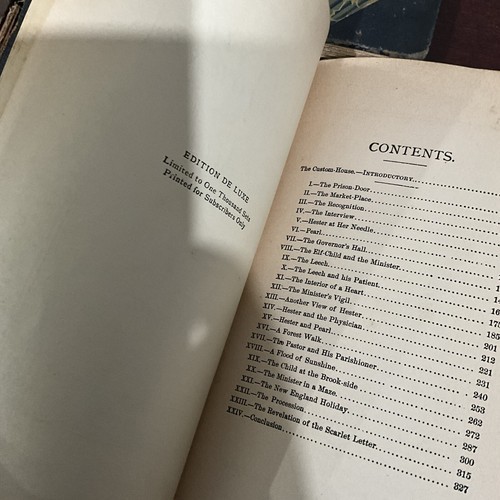 EDITION DE LUXE
Limited to One Thousand Sets
Printed for Subscribers Only
CONTENTS.
The Custom-House.—Introductory
I.—The Prison-Door
II.—The Market-Place
III.—The Recognition
IV.—The Interview
V.—Hester at Her Needle
VI.—Pearl
VII.—The Governor's Hall
VIII.—The Elf-Child and the Minister
IX.—The Leech
X.—The Leech and his Patient
XI.—The Interior of a Heart
XII.—The Minister's Vigil 185
XIII.—Another View of Hester 201
XIV.—Hester and the Physician 212
XV.—Hester and Pearl 221
XVI.—A Forest Walk 231
XVII.—The Pastor and His Parishioner 240
XVIII.—A Flood of Sunshine 253
XIX.—The Child at the Brook-side 262
XX.—The Minister in a Maze 272
XXI.—The New England Holiday 287
XXII.—The Procession 300
XXIII.—The Revelation of the Scarlet Letter 315
XXIV.—Conclusion 327